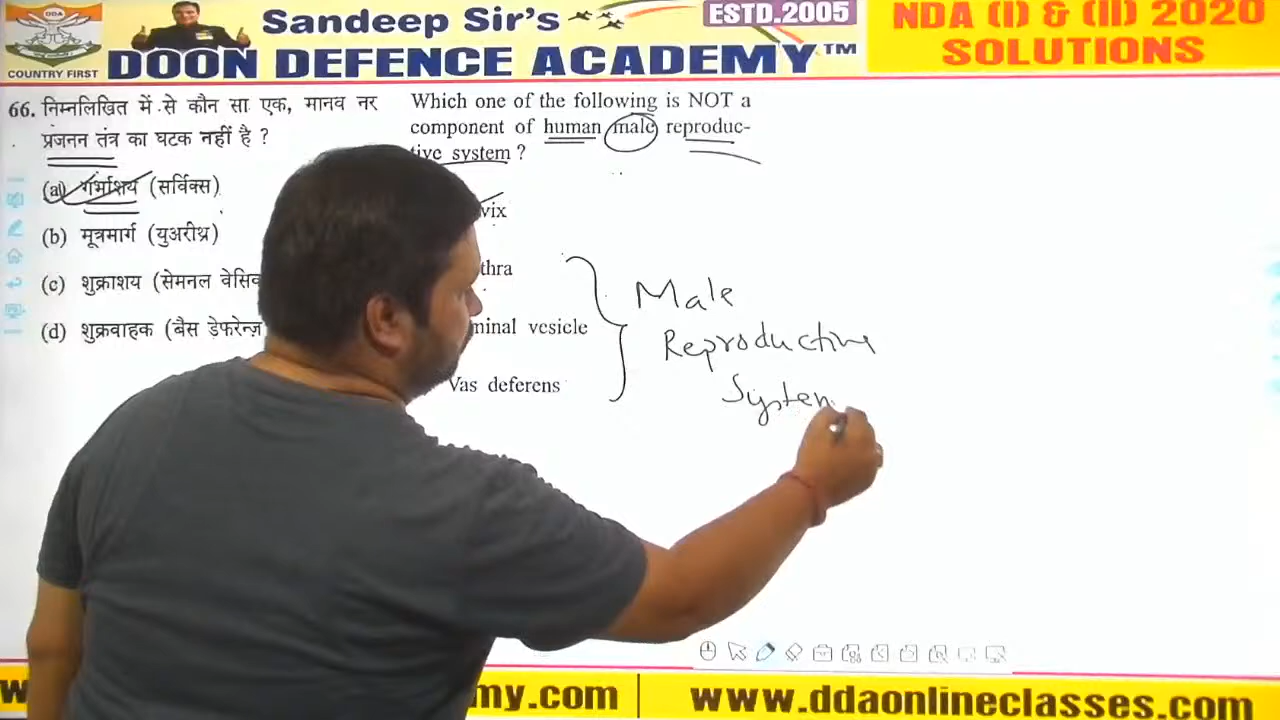 DDA
COUNTRY FIRST
Sandeep Sir's
DOON DEFENCE ACADEMY™
ESTD.2005
NDA (I) & (II) 2020
SOLUTIONS
66. निम्नलिखित में से कौन सा एक, मानव नर
प्रजनन तंत्र का घटक नहीं है ?
(a) गर्भाशय (सर्विक्स)
(b) मूत्रमार्ग (युअरीथ्र)
(c) शुक्राशय (सेमनल
(d) शुक्रवाहक (बैस डेफरेन्ज़
Which one of the following is NOT a
component of human male reproduc-
tive system ?
vix
thra
minal vesicle
Vas deferens
Male
Reproductive
System
my.com
www.ddaonlineclasses.com